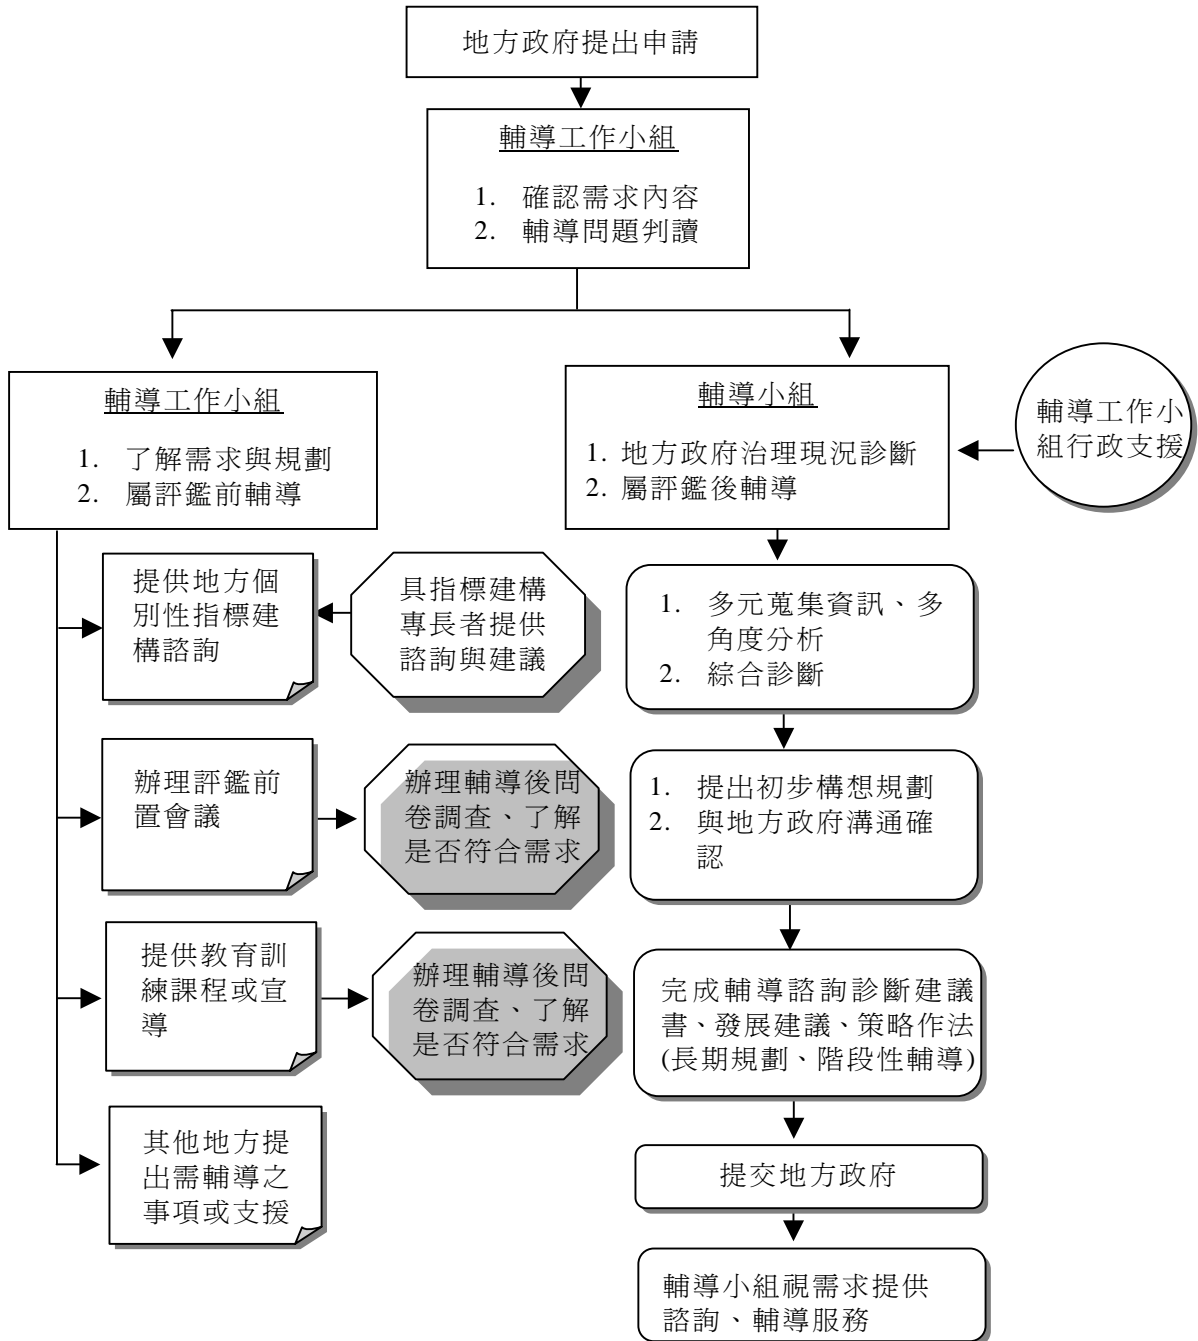 地方政府提出申請
輔導工作小組
1. 確認需求內容
2. 輔導問題判讀
輔導工作小組
1. 了解需求與規劃
2. 屬評鑑前輔導
輔導小組
1. 地方政府治理現況診斷
2. 屬評鑑後輔導
輔導工作小
組行政支援
提供地方個
別性指標建
構諮詢
具指標建構
專長者提供
諮詢與建議
1. 多元蒐集資訊、多
角度分析
2. 綜合診斷
辦理評鑑前
置會議
辦理輔導後問
卷調查、了解
是否符合需求
1. 提出初步構想規劃
2. 與地方政府溝通確
認
提供教育訓
練課程或宣
導
辦理輔導後問
卷調查、了解
是否符合需求
完成輔導諮詢診斷建議
書、發展建議、策略作法
(長期規劃、階段性輔導)
其他地方提
出需輔導之
事項或支援
提交地方政府
輔導小組視需求提供
諮詢、輔導服務